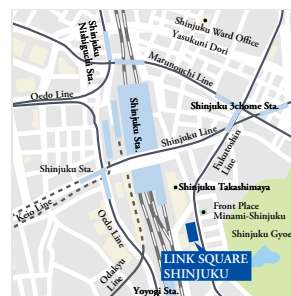 Shinjuku Ward Office
Yasukuni Dori
Shinjuku
Nishiguchi Sta.
Marunouchi Line
Oedo Line
Shinjuku 3chome Sta.
Shinjuku Sta.
Shinjuku Line
Fukutoshin
Line
Shinjuku Sta.
Shinjuku Takashimaya
Keio Line
Front Place
Minami-Shinjuku
Oedo Line
Shinjuku Gyoe
Odakyu
Line
LINK SQUARE
SHINJUKU
Yoyogi Sta.